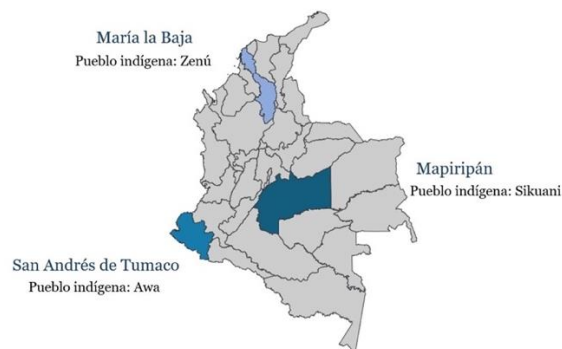 María la Baja
Pueblo indígena: Zenú
Mapiripán
Pueblo indígena: Sikuani
San Andrés de Tumaco
Pueblo indígena: Awa